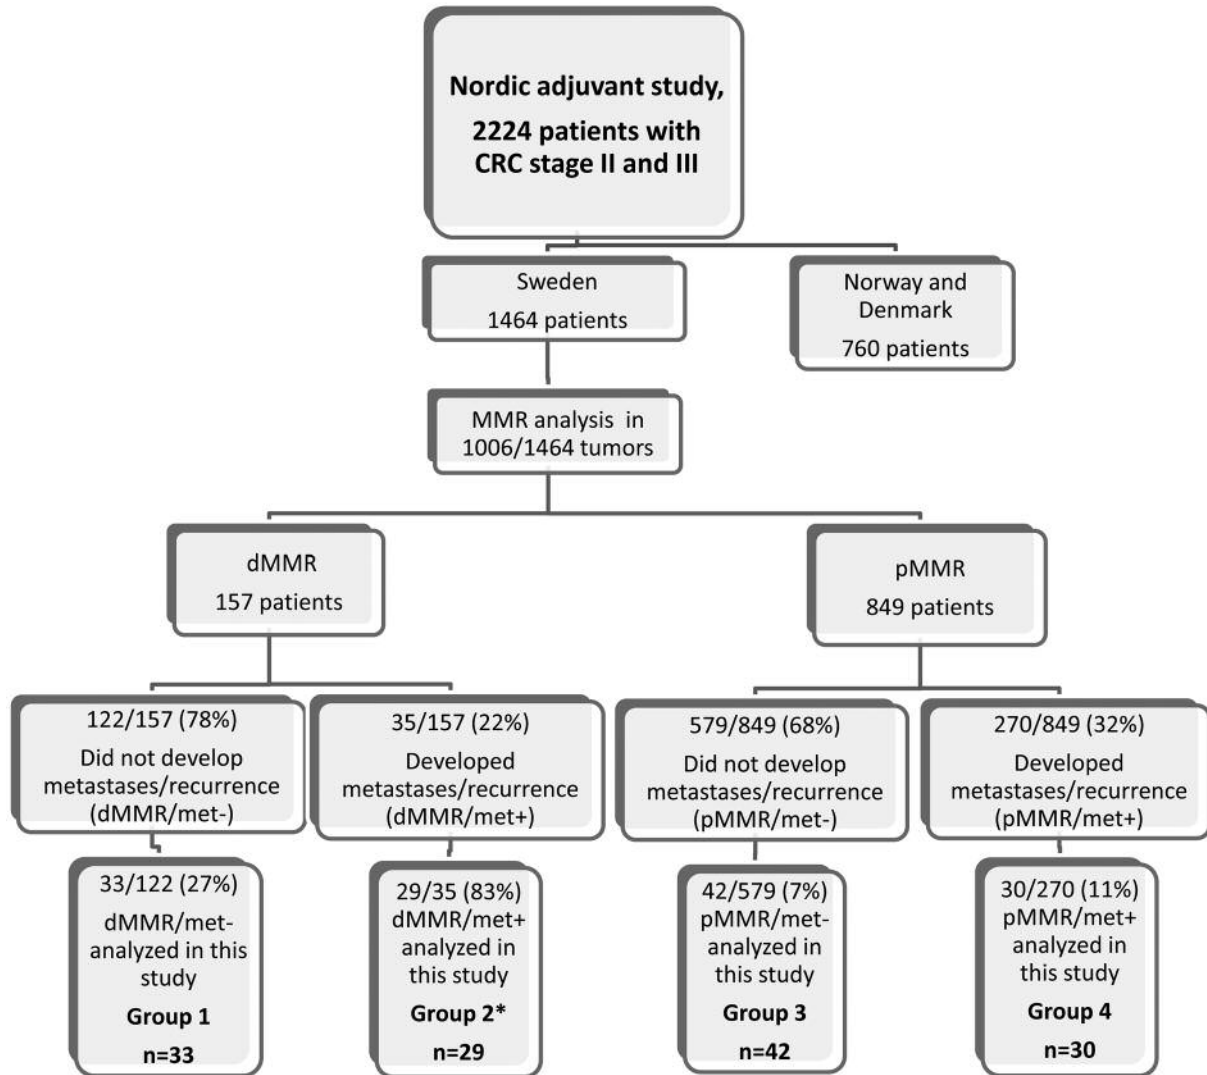 Nordic adjuvant study,
2224 patients with
CRC stage II and III
Sweden
1464 patients
Norway and
Denmark
760 patients
MMR analysis in
1006/1464 tumors
dMMR
157 patients
pMMR
849 patients
122/157 (78%)
Did not develop
metastases/recurrence
(dMMR/met-)
35/157 (22%)
Developed
metastases/recurrence
(dMMR/met+)
579/849 (68%)
Did not develop
metastases/recurrence
(pMMR/met-)
270/849 (32%)
Developed
metastases/recurrence
(pMMR/met+)
33/122 (27%)
dMMR/met-
analyzed in this
study
Group 1
n=33
29/35 (83%)
dMMR/met+
analyzed in
this study
Group 2*
n=29
42/579 (7%)
pMMR/met-
analyzed in
this study
Group 3
n=42
30/270 (11%)
pMMR/met+
analyzed in
this study
Group 4
n=30